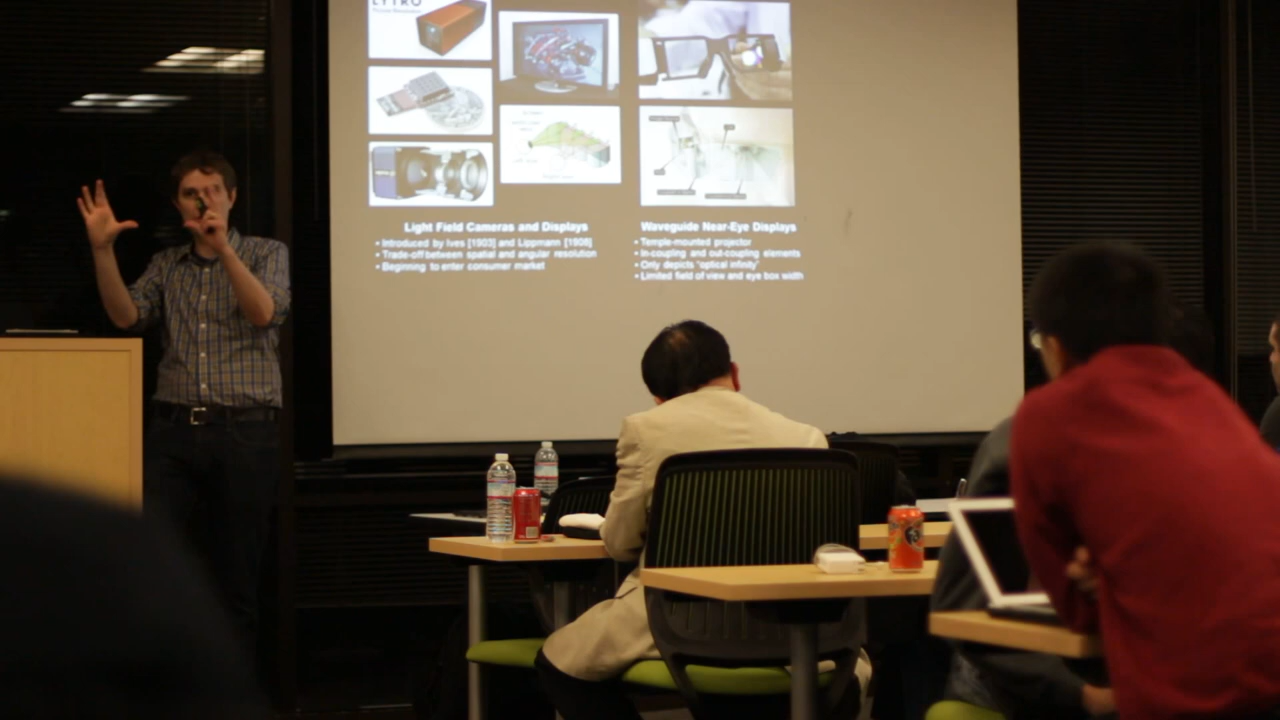 LYTRO
Light Field Cameras and Displays
• Introduced by Ives [1903] and Lippmann [1908]
• Trade-off between spatial and angular resolution
• Beginning to enter consumer market
Waveguide Near-Eye Displays
• Temple-mounted projector
• In-coupling and out-coupling elements
• Only depicts 'optical infinity'
• Limited field of view and eye box width